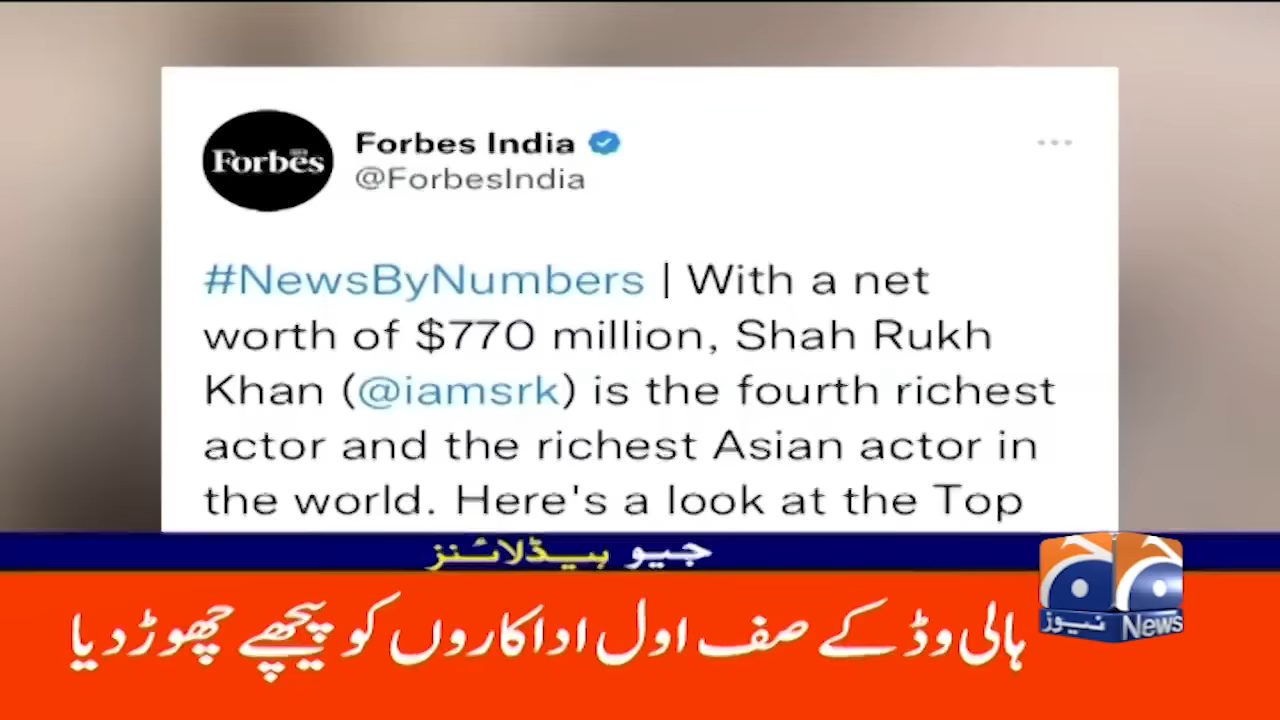 Forbes
Forbes India
@ForbesIndia
#NewsByNumbers | With a net
worth of $770 million, Shah Rukh
Khan (@iamsrk) is the fourth richest
actor and the richest Asian actor in
the world. Here's a look at the Top
جیو ہیڈلائنز
ہالی وڈ کے صف اول اداکاروں کو پیچھے چھوڑ دیا
نیوز News